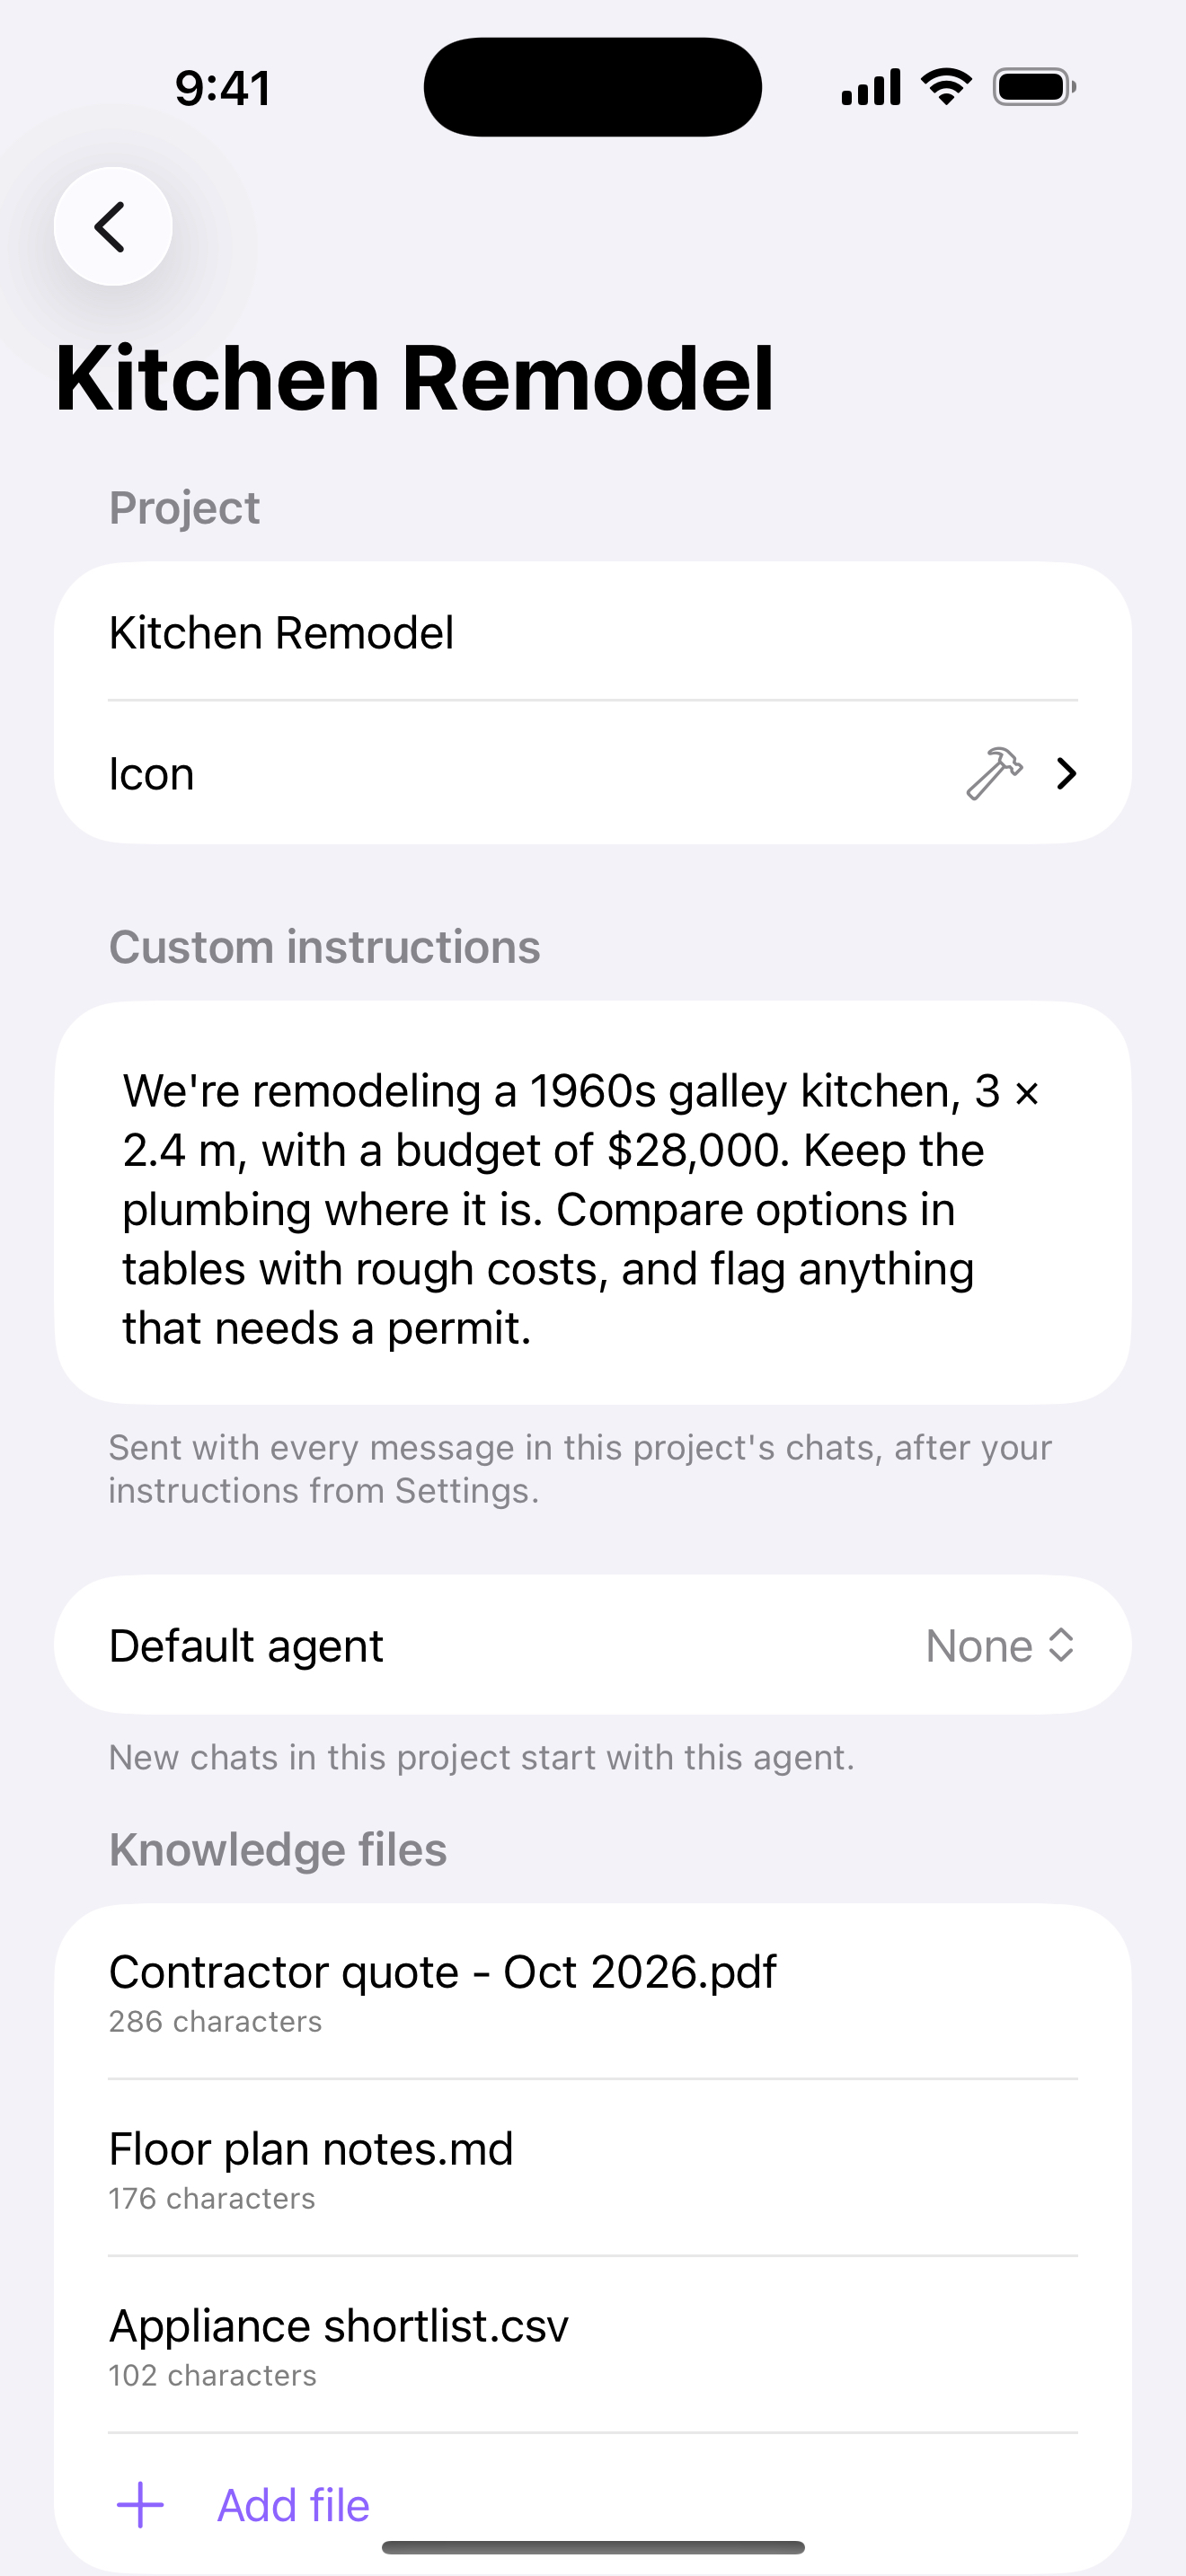 9:41
Kitchen Remodel
Project
Kitchen Remodel
Icon
Custom instructions
We're remodeling a 1960s galley kitchen, 3 ×
2.4 m, with a budget of $28,000. Keep the
plumbing where it is. Compare options in
tables with rough costs, and flag anything
that needs a permit.
Sent with every message in this project's chats, after your
instructions from Settings.
Default agent None
New chats in this project start with this agent.
Knowledge files
Contractor quote - Oct 2026.pdf
286 characters
Floor plan notes.md
176 characters
Appliance shortlist.csv
102 characters
Add file